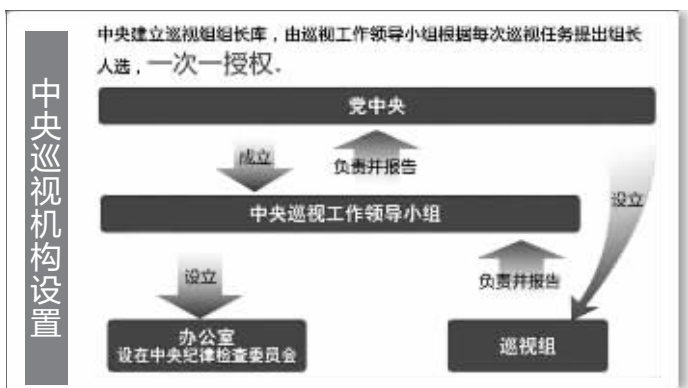 中央巡视机构设置
中央建立巡视组组长库，由巡视工作领导小组根据每次巡视任务提出组长
人选，一次一授权.
党中央
成立
负责并报告
设立
中央巡视工作领导小组
设立
负责并报告
办公室
设在中央纪律检查委员会
巡视组